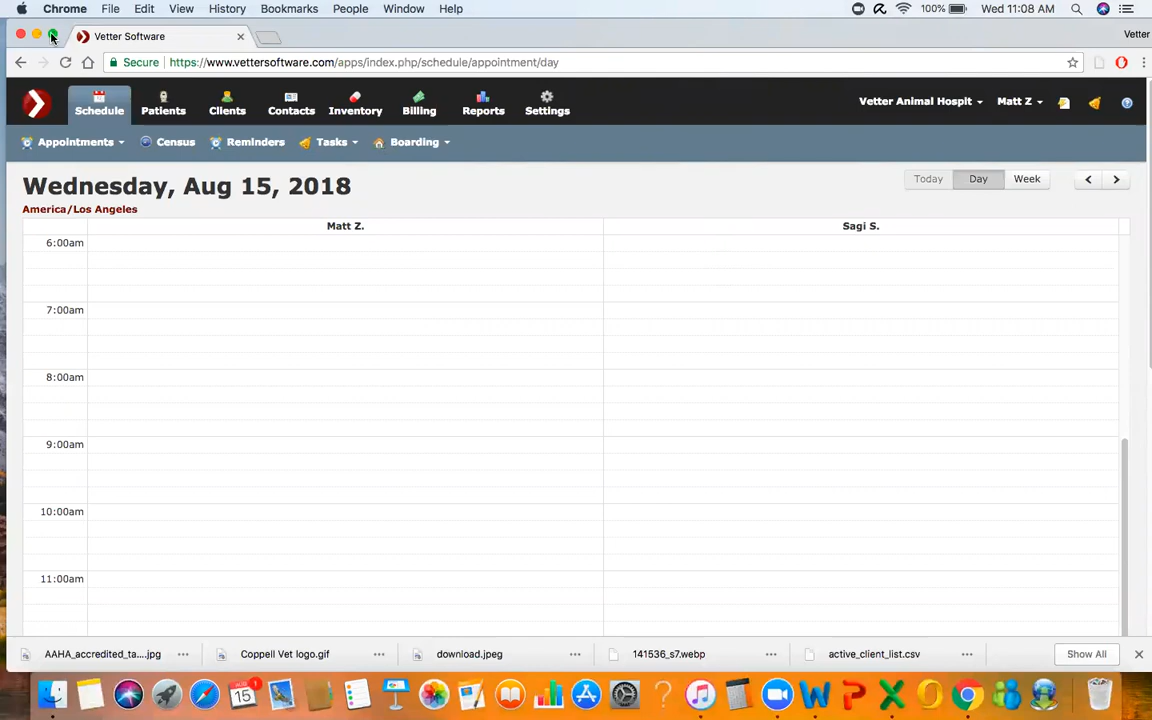 Chrome File Edit View History Bookmarks People Window Help 100% Wed 11:08 AM
Vetter Software Vetter
Secure https://www.vettersoftware.com/apps/index.php/schedule/appointment/day
Schedule Patients Clients Contacts Inventory Billing Reports Settings Vetter Animal Hospit Matt Z
Appointments Census Reminders Tasks Boarding
Wednesday, Aug 15, 2018 Today Day Week
America/Los Angeles
Matt Z. Sagi S.
6:00am
7:00am
8:00am
9:00am
10:00am
11:00am
AAHA_accredited_ta....jpg Coppell Vet logo.gif download.jpeg 141536_s7.webp active_client_list.csv Show All
AUG 15 1